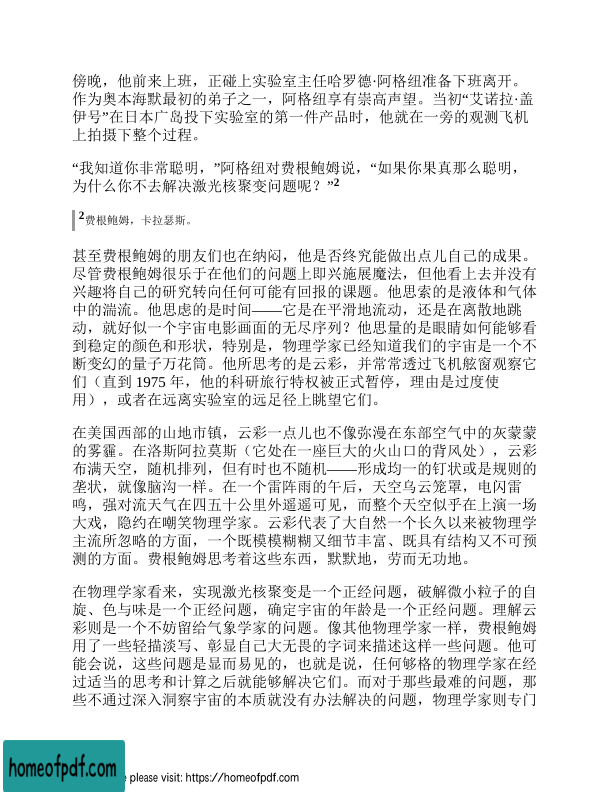 傍晚，他前来上班，正碰上实验室主任哈罗德·阿格纽准备下班离开。
作为奥本海默最初的弟子之一，阿格纽享有崇高声望。当初“艾诺拉·盖
伊号”在日本广岛投下实验室的第一件产品时，他就在一旁的观测飞机
上拍摄下整个过程。
“我知道你非常聪明，”阿格纽对费根鲍姆说，“如果你果真那么聪明，
为什么你不去解决激光核聚变问题呢？”2
2费根鲍姆，卡拉瑟斯。
甚至费根鲍姆的朋友们也在纳闷，他是否终究能做出点儿自己的成果。
尽管费根鲍姆很乐于在他们的问题上即兴施展魔法，但他看上去并没有
兴趣将自己的研究转向任何可能有回报的课题。他思索的是液体和气体
中的湍流。他思虑的是时间——它是在平滑地流动，还是在离散地跳
动，就好似一个宇宙电影画面的无尽序列？他思量的是眼睛如何能够看
到稳定的颜色和形状，特别是，物理学家已经知道我们的宇宙是一个不
断变幻的量子万花筒。他所思考的是云彩，并常常透过飞机舷窗观察它
们（直到 1975 年，他的科研旅行特权被正式暂停，理由是过度使
用），或者在远离实验室的远足径上眺望它们。
在美国西部的山地市镇，云彩一点儿也不像弥漫在东部空气中的灰蒙蒙
的雾霾。在洛斯阿拉莫斯（它处在一座巨大的火山口的背风处），云彩
布满天空，随机排列，但有时也不随机——形成均一的钉状或是规则的
垄状，就像脑沟一样。在一个雷阵雨的午后，天空乌云笼罩，电闪雷
鸣，强对流天气在四五十公里外遥遥可见，而整个天空似乎在上演一场
大戏，隐约在嘲笑物理学家。云彩代表了大自然一个长久以来被物理学
主流所忽略的方面，一个既模模糊糊又细节丰富、既具有结构又不可预
测的方面。费根鲍姆思考着这些东西，默默地，劳而无功地。
在物理学家看来，实现激光核聚变是一个正经问题，破解微小粒子的自
旋、色与味是一个正经问题，确定宇宙的年龄是一个正经问题。理解云
彩则是一个不妨留给气象学家的问题。像其他物理学家一样，费根鲍姆
用了一些轻描淡写、彰显自己大无畏的字词来描述这样一些问题。他可
能会说，这些问题是显而易见的，也就是说，任何够格的物理学家在经
过适当的思考和计算之后就能够解决它们。而对于那些最难的问题，那
些不通过深入洞察宇宙的本质就没有办法解决的问题，物理学家则专门
homeofpdf.com
e please visit: https://homeofpdf.com